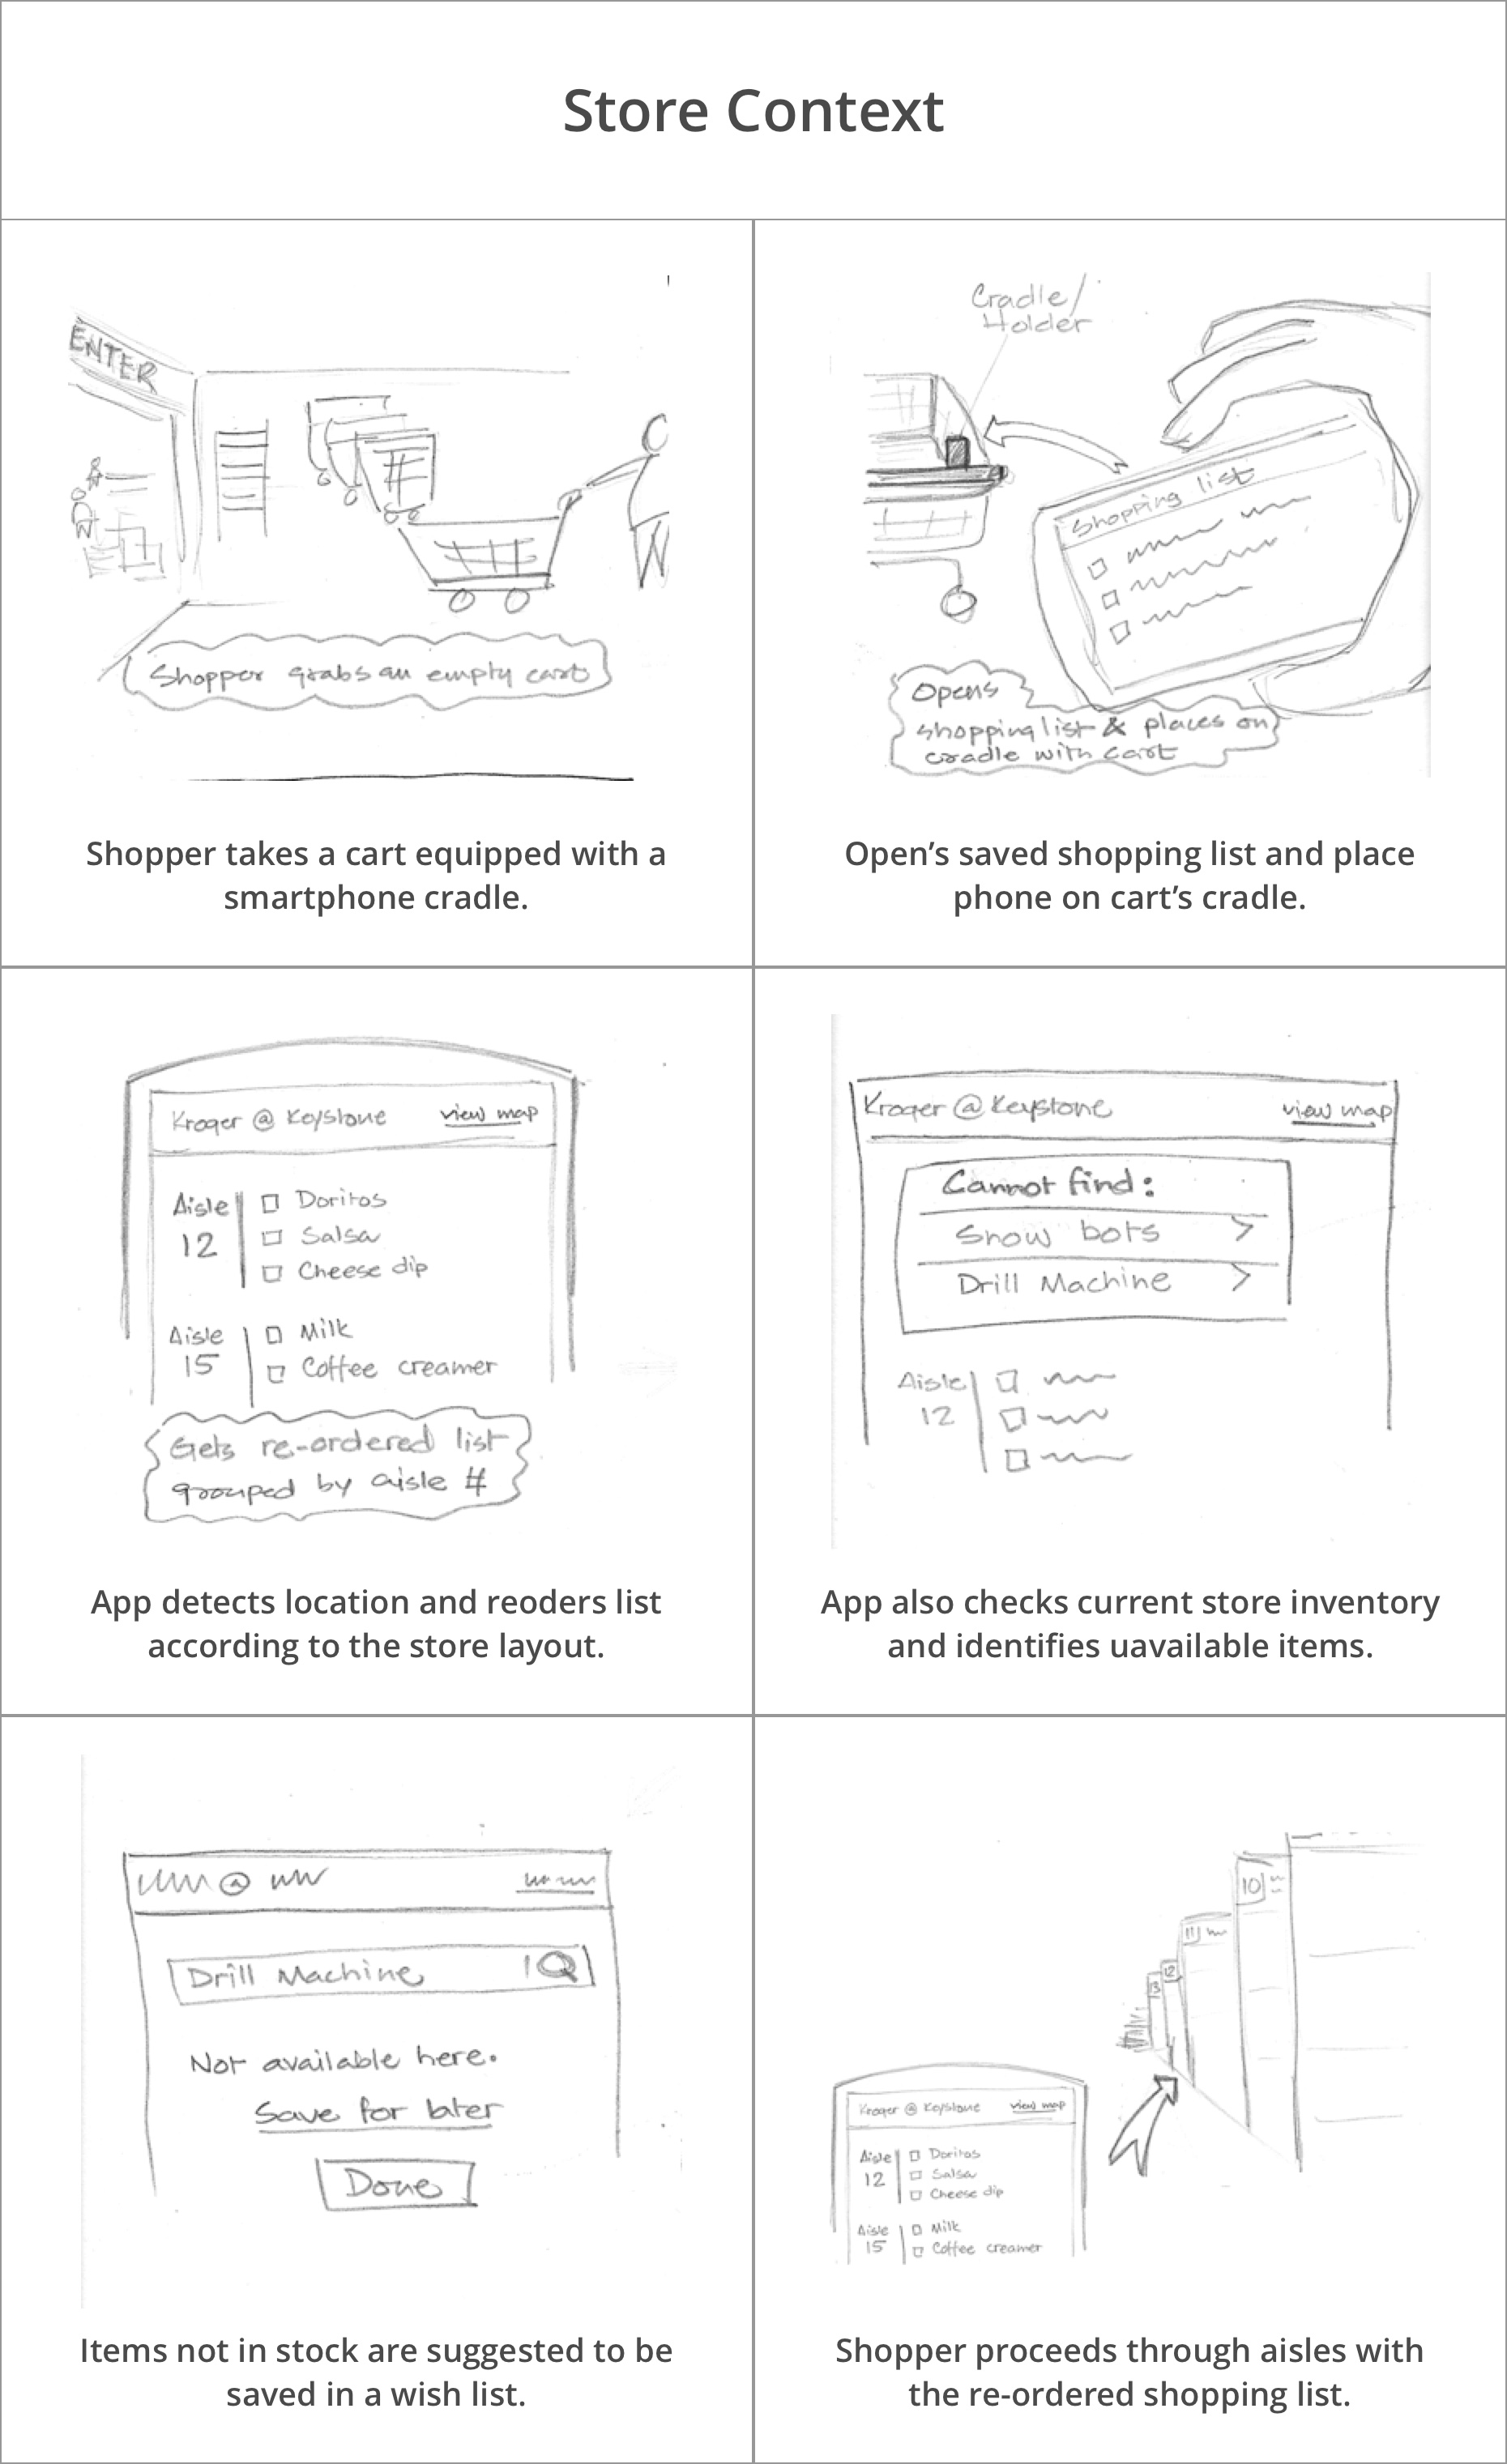 Store Context
ENTER
Shopper grabs an empty cart
Shopper takes a cart equipped with a
smartphone cradle.
Cradle/
Holder
Shopping list
Opens
shopping list & places on
cradle with cart
Open’s saved shopping list and place
phone on cart’s cradle.
Kroger @ Keystone view map
Aisle
12
Doritos
Salsa
Cheese dip
Aisle
15
Milk
Coffee creamer
Gets re-ordered list
grouped by aisle #
App detects location and reoders list
according to the store layout.
Kroger @ Keystone view map
Cannot find:
Snow bots >
Drill Machine >
Aisle
12
App also checks current store inventory
and identifies uavailable items.
@
Drill Machine
Not available here.
Save for later
Done
Items not in stock are suggested to be
saved in a wish list.
10
11
12
13
Kroger @ Keystone view map
Aisle
12
Doritos
Salsa
Cheese dip
Aisle
15
Milk
Coffee creamer
Shopper proceeds through aisles with
the re-ordered shopping list.